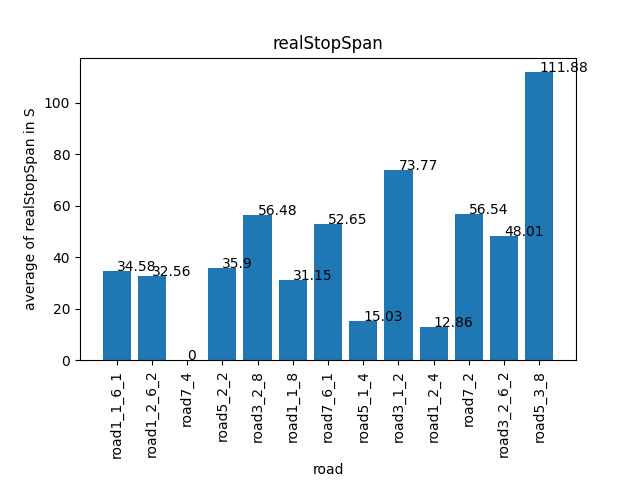 realStopSpan
average of realStopSpan in S
100
80
60
40
20
0
34.58
32.56
0
35.9
56.48
31.15
52.65
15.03
73.77
12.86
56.54
48.01
111.88
road1_1_6_1
road1_2_6_2
road7_4
road5_2_2
road3_2_8
road1_1_8
road7_6_1
road5_1_4
road3_1_2
road1_2_4
road7_2
road3_2_6_2
road5_3_8
road